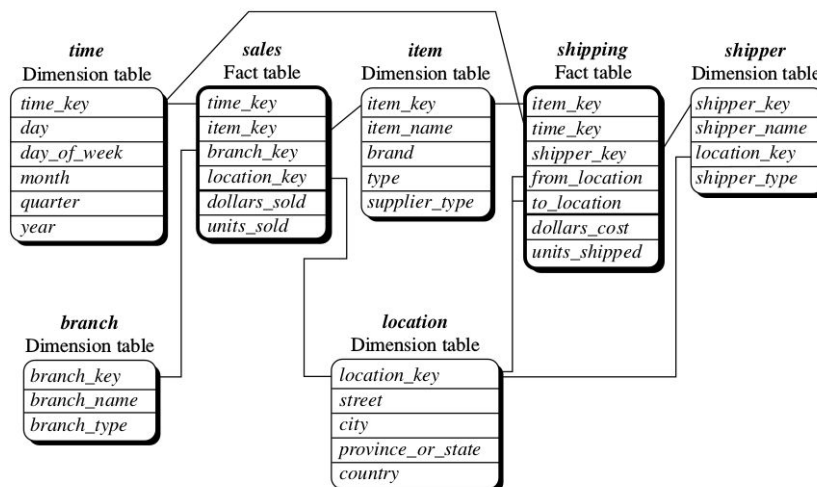 time
Dimension table
time_key
day
day_of_week
month
quarter
year
sales
Fact table
time_key
item_key
branch_key
location_key
dollars_sold
units_sold
item
Dimension table
item_key
item_name
brand
type
supplier_type
shipping
Fact table
item_key
time_key
shipper_key
from_location
to_location
dollars_cost
units_shipped
shipper
Dimension table
shipper_key
shipper_name
location_key
shipper_type
branch
Dimension table
branch_key
branch_name
branch_type
location
Dimension table
location_key
street
city
province_or_state
country